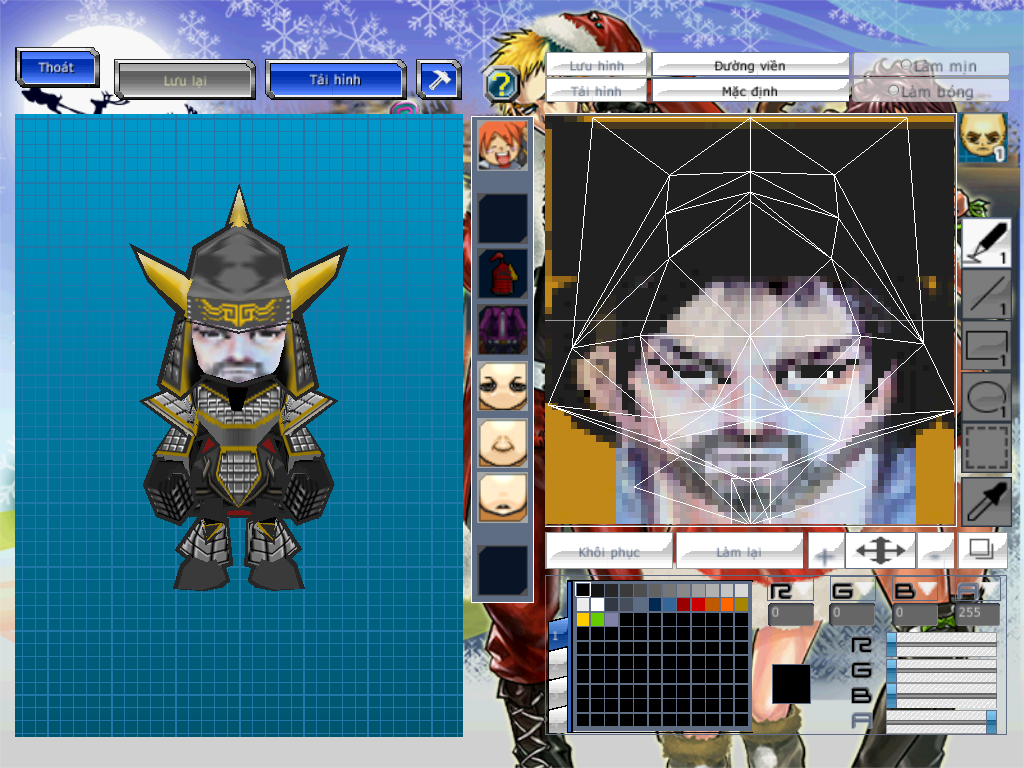 Thoát
Lưu lại
Tải hình
?
Lưu hình
Đường viền
Làm mịn
Tải hình
Mặc định
Làm bóng
1
1
1
1
1
Khôi phục
Làm lại
+
-
R G B A
0 0 0 255
1
R
G
B
A